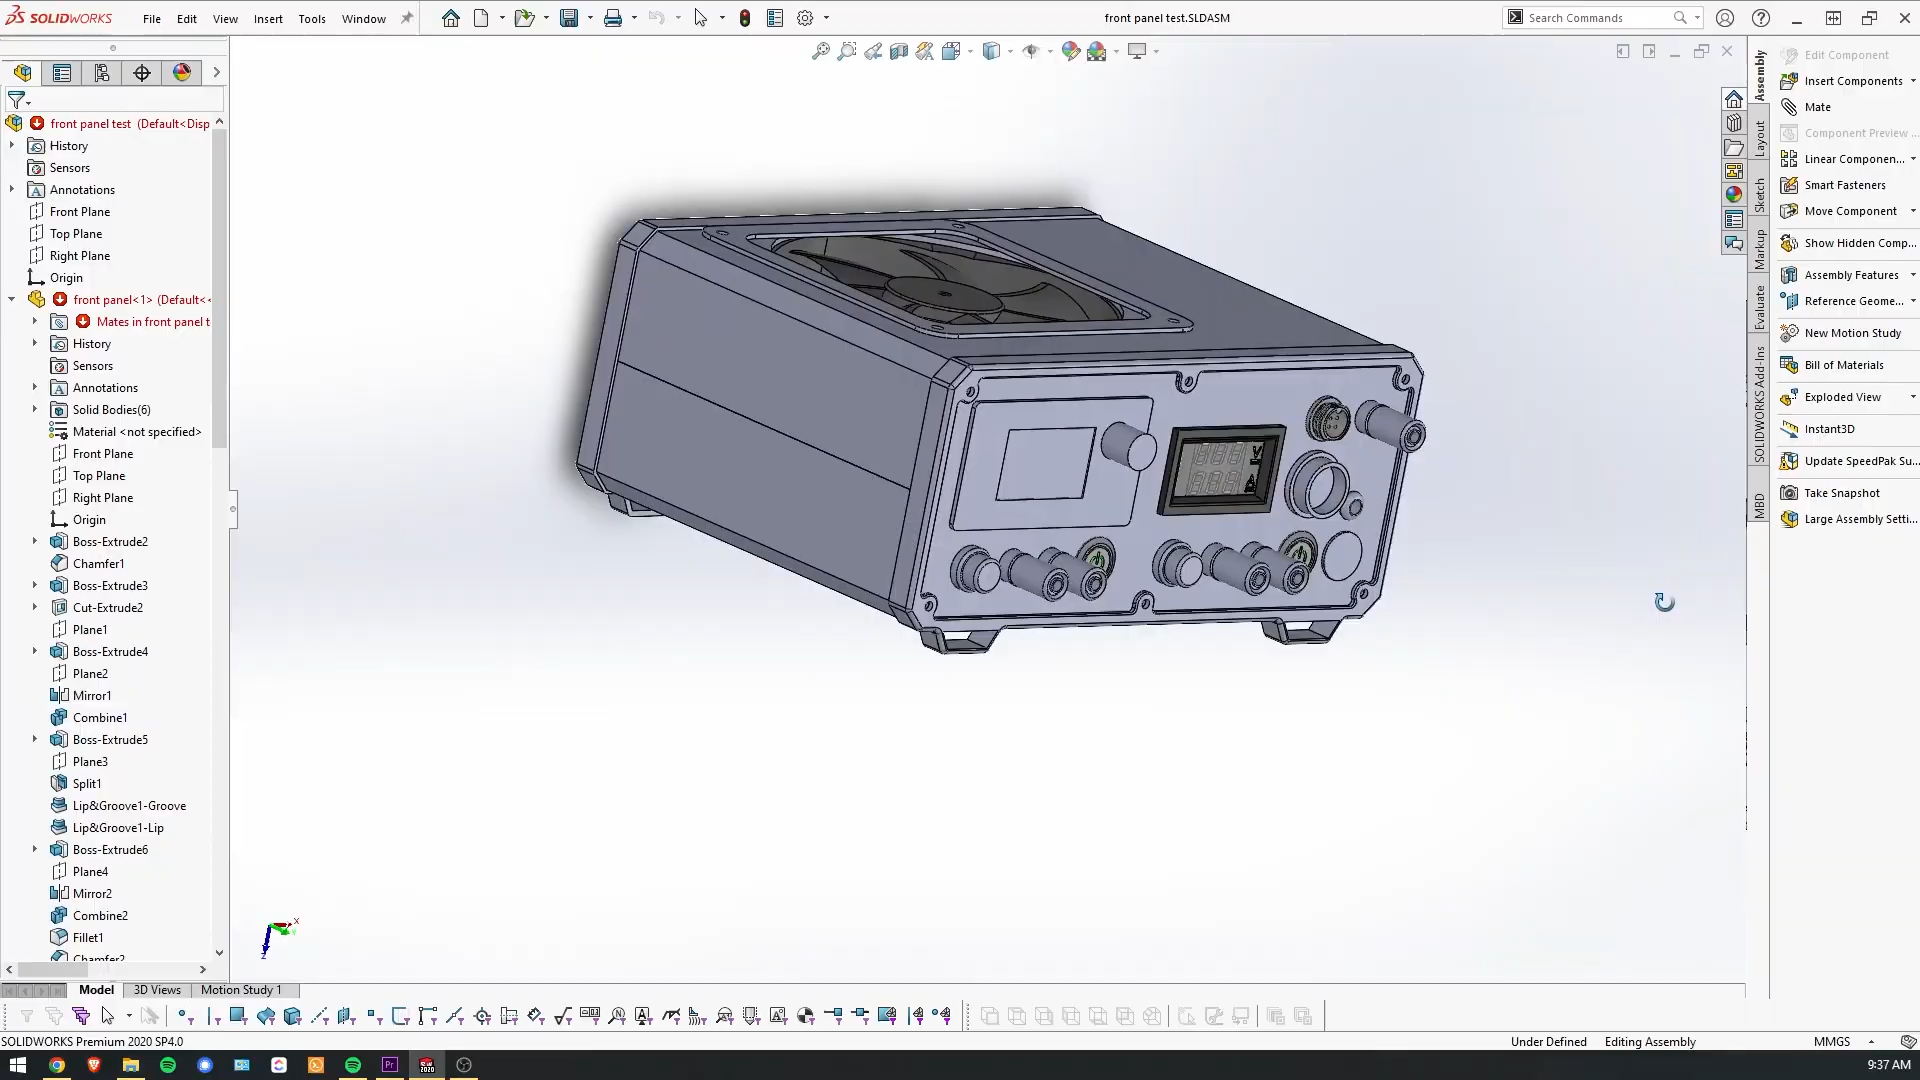 SOLIDWORKS File Edit View Insert Tools Window front panel test.SLDASM Search Commands
front panel test (Default<Disp
History
Sensors
Annotations
Front Plane
Top Plane
Right Plane
Origin
front panel<1> (Default<<
Mates in front panel t
History
Sensors
Annotations
Solid Bodies(6)
Material <not specified>
Front Plane
Top Plane
Right Plane
Origin
Boss-Extrude2
Chamfer1
Boss-Extrude3
Cut-Extrude2
Plane1
Boss-Extrude4
Plane2
Mirror1
Combine1
Boss-Extrude5
Plane3
Split1
Lip&Groove1-Groove
Lip&Groove1-Lip
Boss-Extrude6
Plane4
Mirror2
Combine2
Fillet1
Chamfer2
V
A
x
z
Assembly
Layout
Sketch
Markup
Evaluate
SOLIDWORKS Add-Ins
MBD
Edit Component
Insert Components
Mate
Component Preview ...
Linear Componen...
Smart Fasteners
Move Component
Show Hidden Comp...
Assembly Features
Reference Geome...
New Motion Study
Bill of Materials
Exploded View
Instant3D
Update SpeedPak Su...
Take Snapshot
Large Assembly Setti...
Model 3D Views Motion Study 1
SOLIDWORKS Premium 2020 SP4.0 Under Defined Editing Assembly MMGS
Pr 2020 9:37 AM